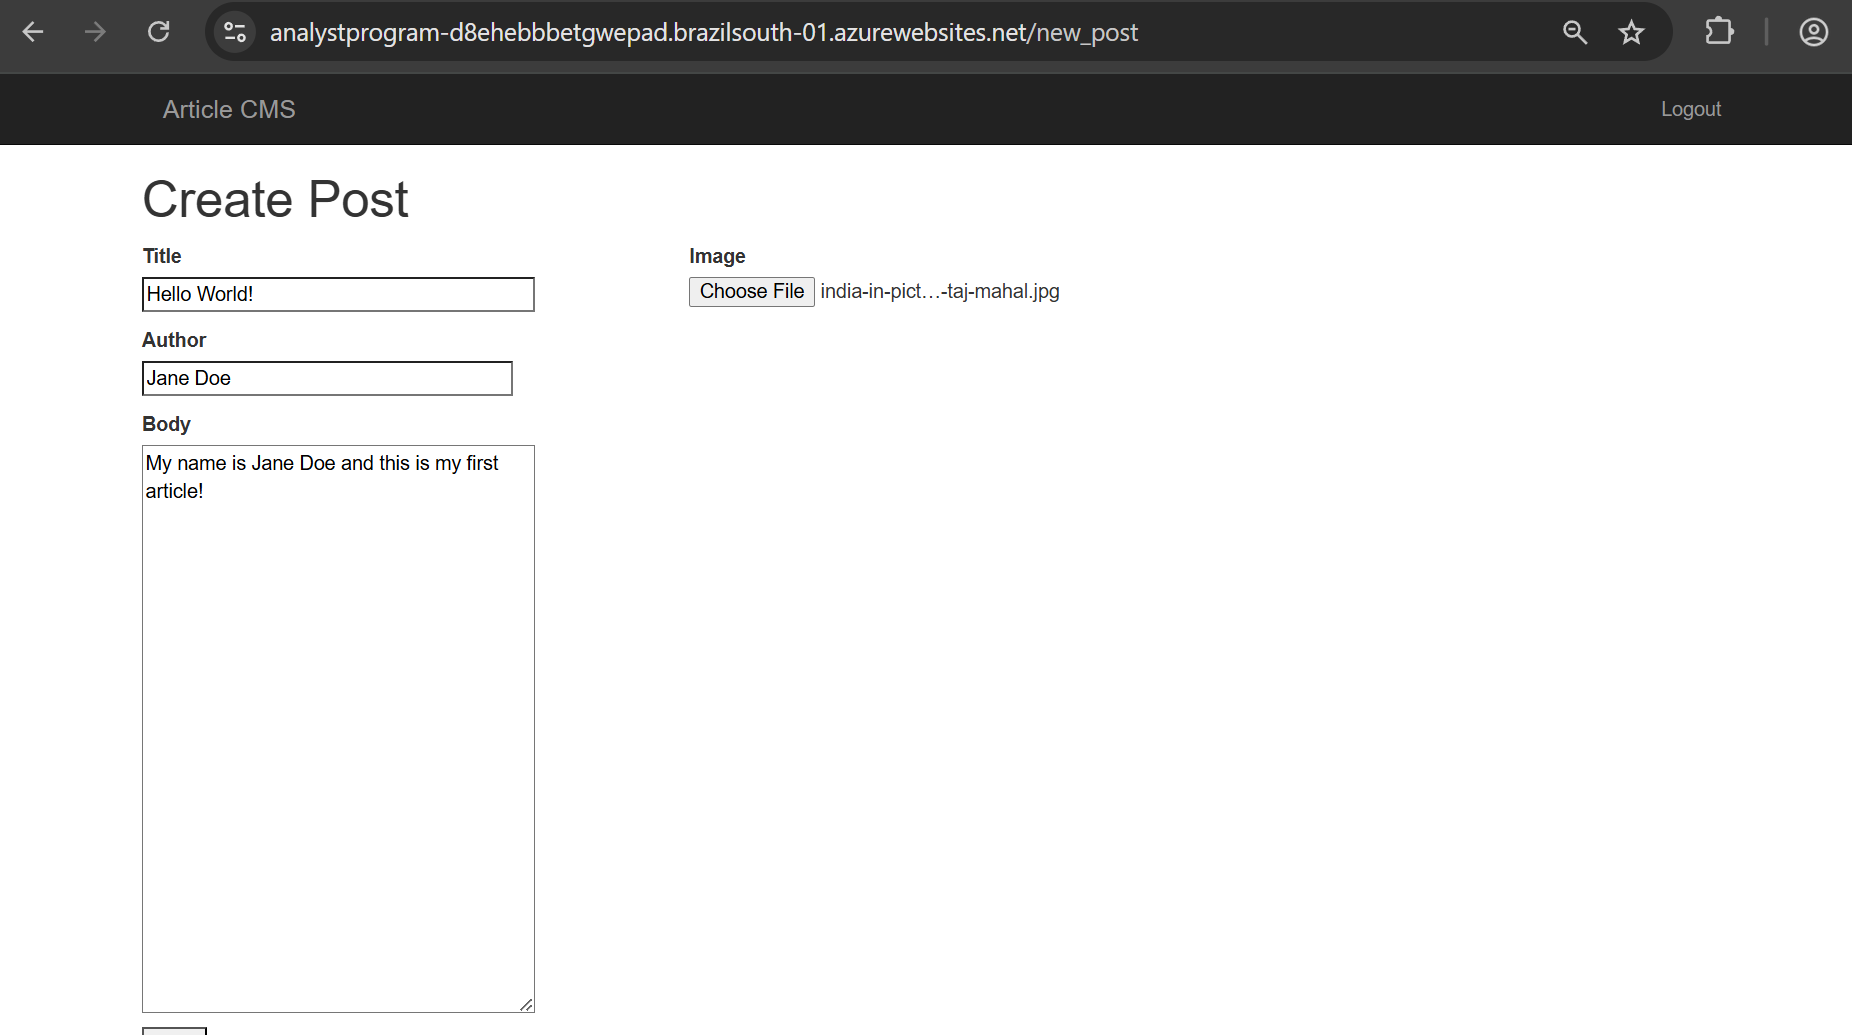 analystprogram-d8ehebbbetgwepad.brazilsouth-01.azurewebsites.net/new_post
Article CMS
Logout
Create Post
Title
Hello World!
Author
Jane Doe
Body
My name is Jane Doe and this is my first
article!
Image
Choose File india-in-pict...-taj-mahal.jpg